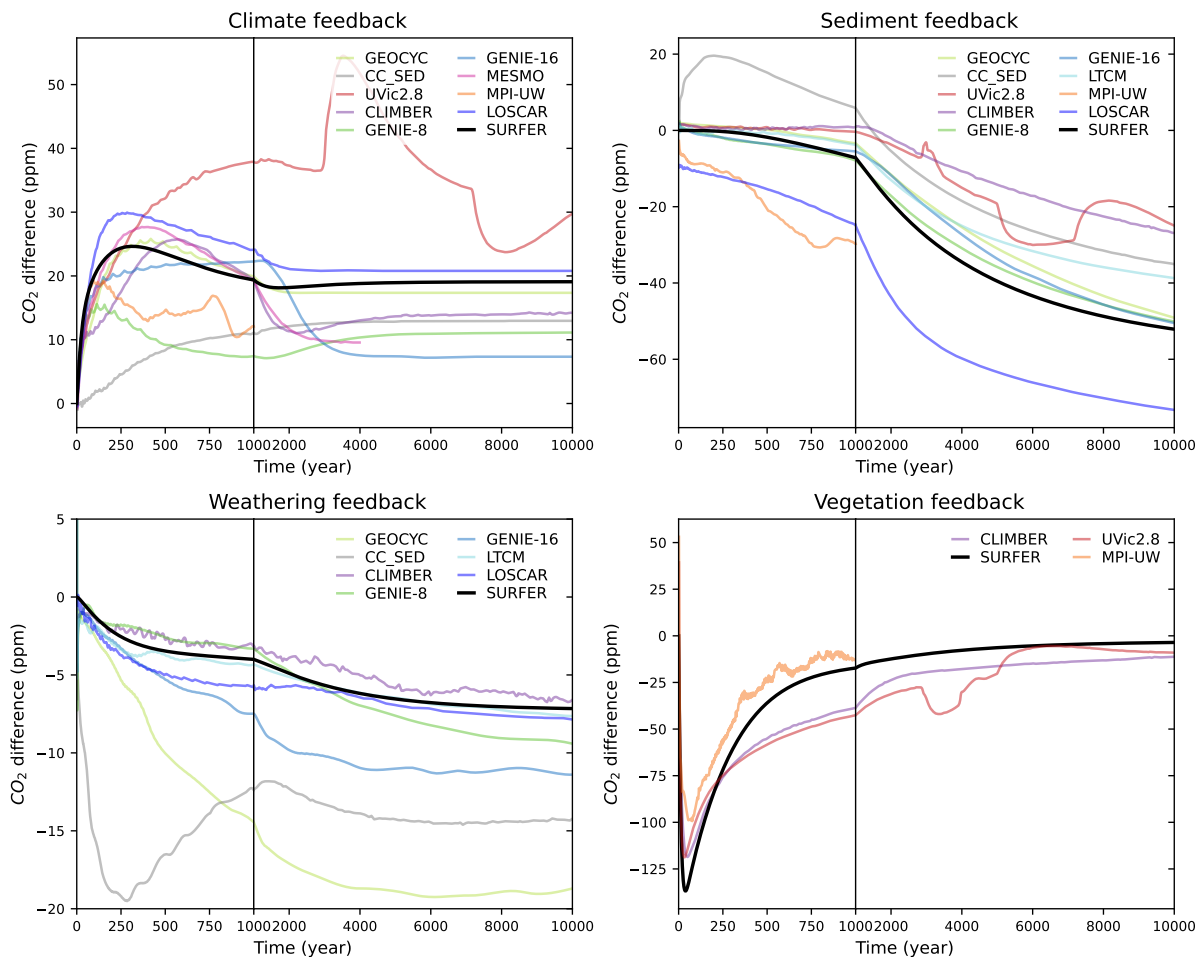 Climate feedback
CO₂ difference (ppm)
50
40
30
20
10
0
GEOCYC
CC_SED
UVic2.8
CLIMBER
GENIE-8
GENIE-16
MESMO
MPI-UW
LOSCAR
SURFER
0 250 500 750 1000 2000 4000 6000 8000 10000
Time (year)
Sediment feedback
CO₂ difference (ppm)
20
0
−20
−40
−60
GEOCYC
CC_SED
UVic2.8
CLIMBER
GENIE-8
GENIE-16
LTCM
MPI-UW
LOSCAR
SURFER
0 250 500 750 1000 2000 4000 6000 8000 10000
Time (year)
Weathering feedback
CO₂ difference (ppm)
5
0
−5
−10
−15
−20
GEOCYC
CC_SED
CLIMBER
GENIE-8
GENIE-16
LTCM
LOSCAR
SURFER
0 250 500 750 1000 2000 4000 6000 8000 10000
Time (year)
Vegetation feedback
CO₂ difference (ppm)
50
25
0
−25
−50
−75
−100
−125
CLIMBER
SURFER
UVic2.8
MPI-UW
0 250 500 750 1000 2000 4000 6000 8000 10000
Time (year)